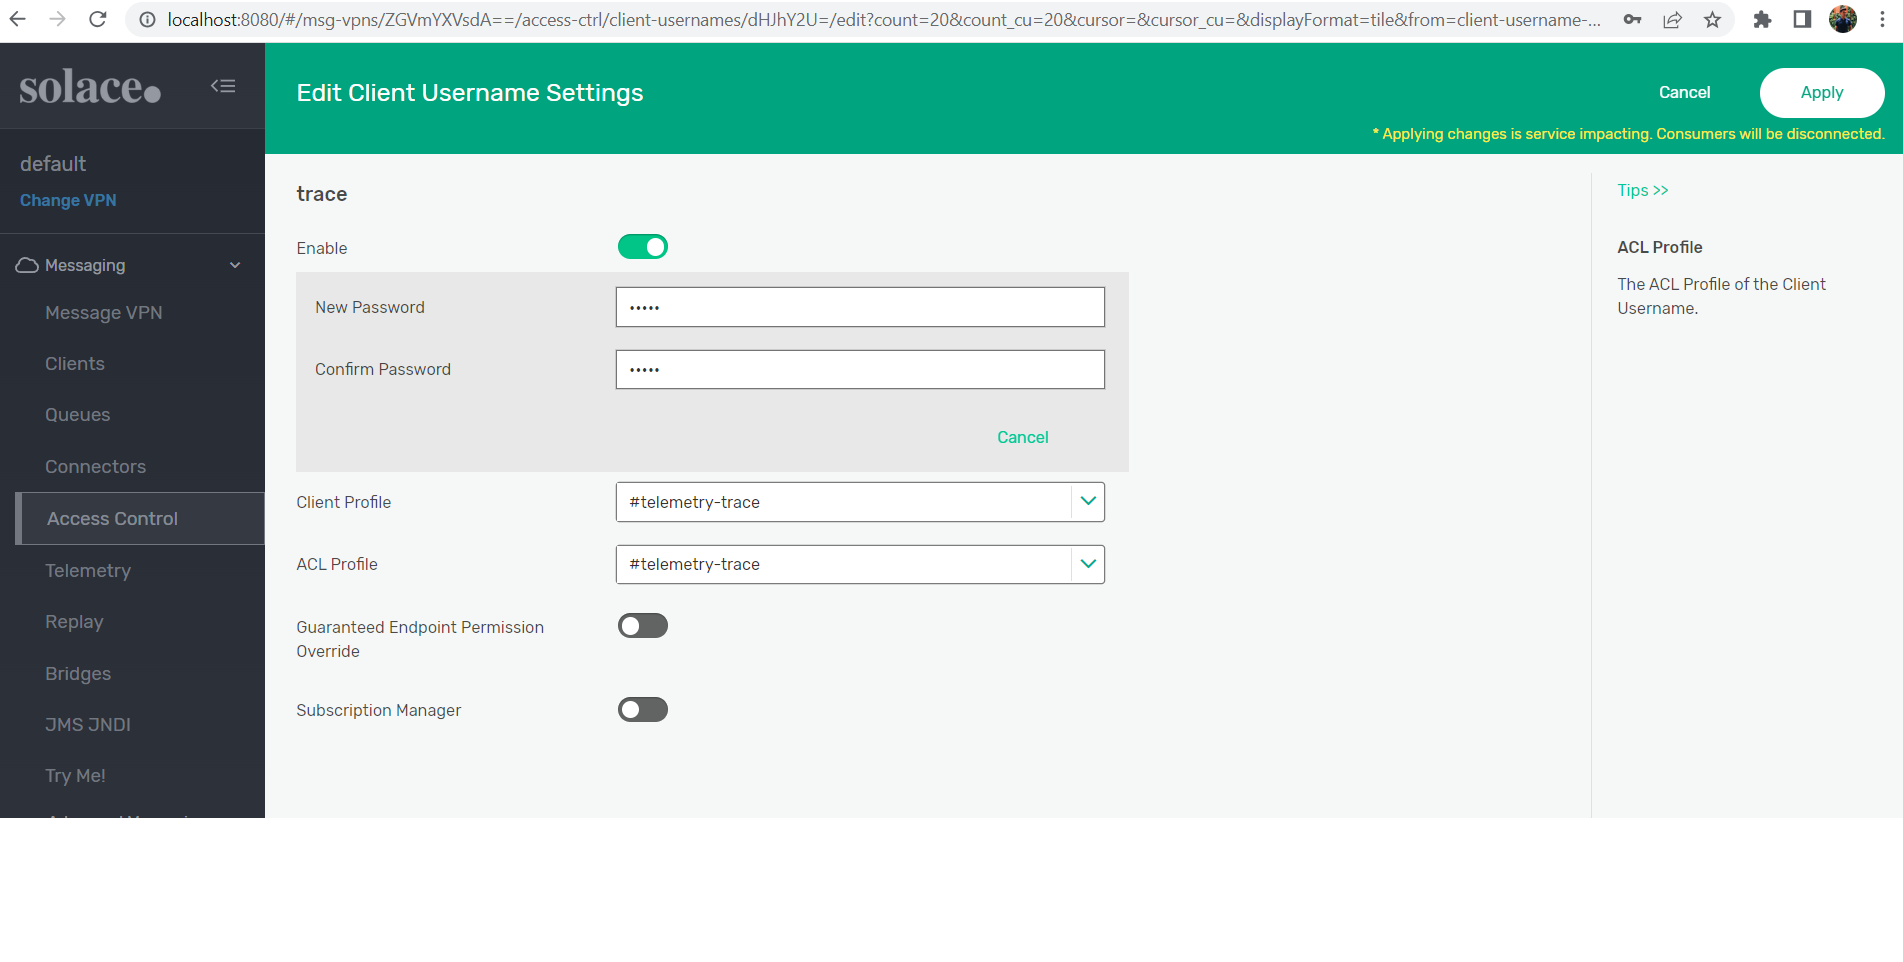 localhost:8080/#/msg-vpns/ZGVmYXVsdA==/access-ctrl/client-usernames/dHJhY2U=/edit?count=20&count_cu=20&cursor=&cursor_cu=&displayFormat=tile&from=client-username-...
solace.
Edit Client Username Settings
Cancel
Apply
* Applying changes is service impacting. Consumers will be disconnected.
default
Change VPN
Messaging
Message VPN
Clients
Queues
Connectors
Access Control
Telemetry
Replay
Bridges
JMS JNDI
Try Me!
trace
Enable
New Password
•••••
Confirm Password
•••••
Cancel
Client Profile
#telemetry-trace
ACL Profile
#telemetry-trace
Guaranteed Endpoint Permission
Override
Subscription Manager
Tips >>
ACL Profile
The ACL Profile of the Client
Username.